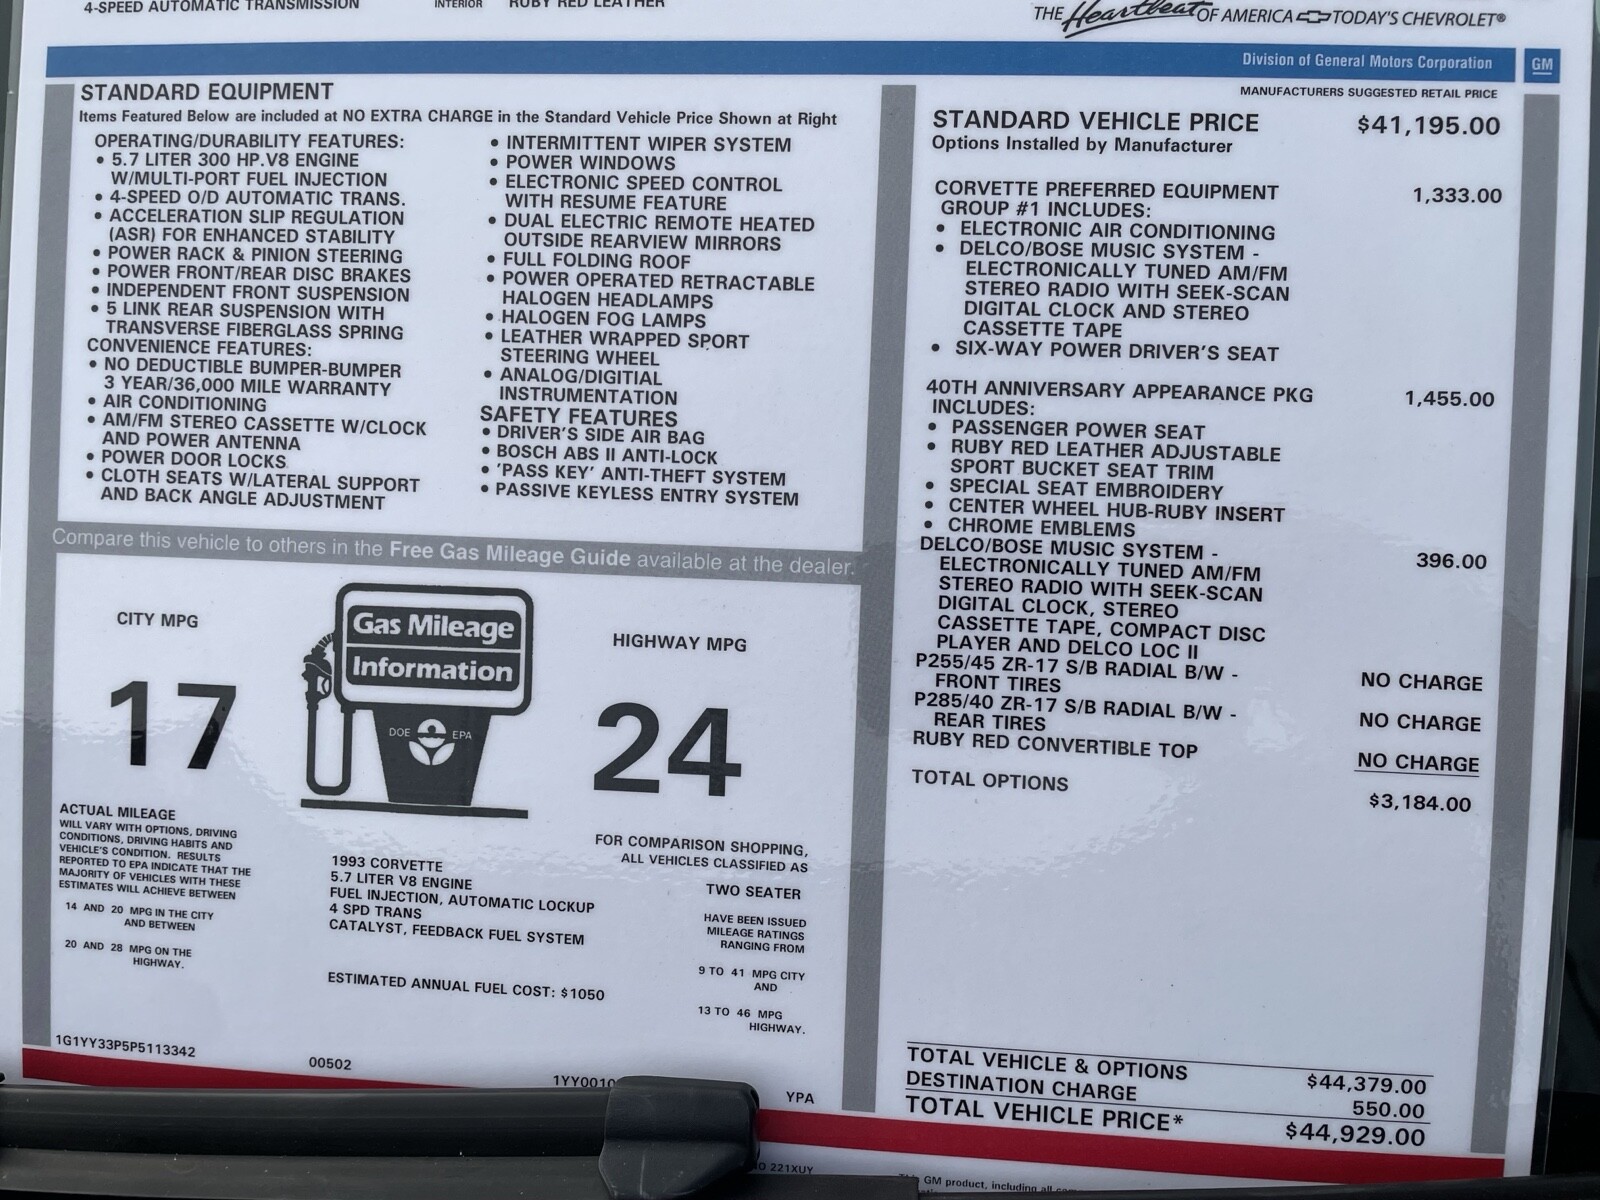 4-SPEED AUTOMATIC TRANSMISSION
INTERIOR RUBY RED LEATHER
THE Heartbeat OF AMERICA TODAY'S CHEVROLET®
Division of General Motors Corporation
GM
STANDARD EQUIPMENT
Items Featured Below are included at NO EXTRA CHARGE in the Standard Vehicle Price Shown at Right
OPERATING/DURABILITY FEATURES:
• 5.7 LITER 300 HP.V8 ENGINE
W/MULTI-PORT FUEL INJECTION
• 4-SPEED O/D AUTOMATIC TRANS.
• ACCELERATION SLIP REGULATION
(ASR) FOR ENHANCED STABILITY
• POWER RACK & PINION STEERING
• POWER FRONT/REAR DISC BRAKES
• INDEPENDENT FRONT SUSPENSION
• 5 LINK REAR SUSPENSION WITH
TRANSVERSE FIBERGLASS SPRING
CONVENIENCE FEATURES:
• NO DEDUCTIBLE BUMPER-BUMPER
3 YEAR/36,000 MILE WARRANTY
• AIR CONDITIONING
• AM/FM STEREO CASSETTE W/CLOCK
AND POWER ANTENNA
• POWER DOOR LOCKS
• CLOTH SEATS W/LATERAL SUPPORT
AND BACK ANGLE ADJUSTMENT
• INTERMITTENT WIPER SYSTEM
• POWER WINDOWS
• ELECTRONIC SPEED CONTROL
WITH RESUME FEATURE
• DUAL ELECTRIC REMOTE HEATED
OUTSIDE REARVIEW MIRRORS
• FULL FOLDING ROOF
• POWER OPERATED RETRACTABLE
HALOGEN HEADLAMPS
• HALOGEN FOG LAMPS
• LEATHER WRAPPED SPORT
STEERING WHEEL
• ANALOG/DIGITIAL
INSTRUMENTATION
SAFETY FEATURES
• DRIVER'S SIDE AIR BAG
• BOSCH ABS II ANTI-LOCK
• 'PASS KEY' ANTI-THEFT SYSTEM
• PASSIVE KEYLESS ENTRY SYSTEM
Compare this vehicle to others in the Free Gas Mileage Guide available at the dealer.
CITY MPG
17
Gas Mileage
Information
DOE EPA
HIGHWAY MPG
24
ACTUAL MILEAGE
WILL VARY WITH OPTIONS, DRIVING
CONDITIONS, DRIVING HABITS AND
VEHICLE'S CONDITION. RESULTS
REPORTED TO EPA INDICATE THAT THE
MAJORITY OF VEHICLES WITH THESE
ESTIMATES WILL ACHIEVE BETWEEN
14 AND 20 MPG IN THE CITY
AND BETWEEN
20 AND 28 MPG ON THE
HIGHWAY.
1993 CORVETTE
5.7 LITER V8 ENGINE
FUEL INJECTION, AUTOMATIC LOCKUP
4 SPD TRANS
CATALYST, FEEDBACK FUEL SYSTEM
ESTIMATED ANNUAL FUEL COST: $1050
FOR COMPARISON SHOPPING,
ALL VEHICLES CLASSIFIED AS
TWO SEATER
HAVE BEEN ISSUED
MILEAGE RATINGS
RANGING FROM
9 TO 41 MPG CITY
AND
13 TO 46 MPG
HIGHWAY.
1G1YY33P5P5113342
00502
1YY0010
YPA
MANUFACTURERS SUGGESTED RETAIL PRICE
STANDARD VEHICLE PRICE $41,195.00
Options Installed by Manufacturer
CORVETTE PREFERRED EQUIPMENT 1,333.00
GROUP #1 INCLUDES:
• ELECTRONIC AIR CONDITIONING
• DELCO/BOSE MUSIC SYSTEM -
ELECTRONICALLY TUNED AM/FM
STEREO RADIO WITH SEEK-SCAN
DIGITAL CLOCK AND STEREO
CASSETTE TAPE
• SIX-WAY POWER DRIVER'S SEAT
40TH ANNIVERSARY APPEARANCE PKG 1,455.00
INCLUDES:
• PASSENGER POWER SEAT
• RUBY RED LEATHER ADJUSTABLE
SPORT BUCKET SEAT TRIM
• SPECIAL SEAT EMBROIDERY
• CENTER WHEEL HUB-RUBY INSERT
• CHROME EMBLEMS
DELCO/BOSE MUSIC SYSTEM - 396.00
ELECTRONICALLY TUNED AM/FM
STEREO RADIO WITH SEEK-SCAN
DIGITAL CLOCK, STEREO
CASSETTE TAPE, COMPACT DISC
PLAYER AND DELCO LOC II
P255/45 ZR-17 S/B RADIAL B/W - NO CHARGE
FRONT TIRES
P285/40 ZR-17 S/B RADIAL B/W - NO CHARGE
REAR TIRES
RUBY RED CONVERTIBLE TOP NO CHARGE
TOTAL OPTIONS $3,184.00
TOTAL VEHICLE & OPTIONS $44,379.00
DESTINATION CHARGE 550.00
TOTAL VEHICLE PRICE* $44,929.00
221XUY
GM product, including all